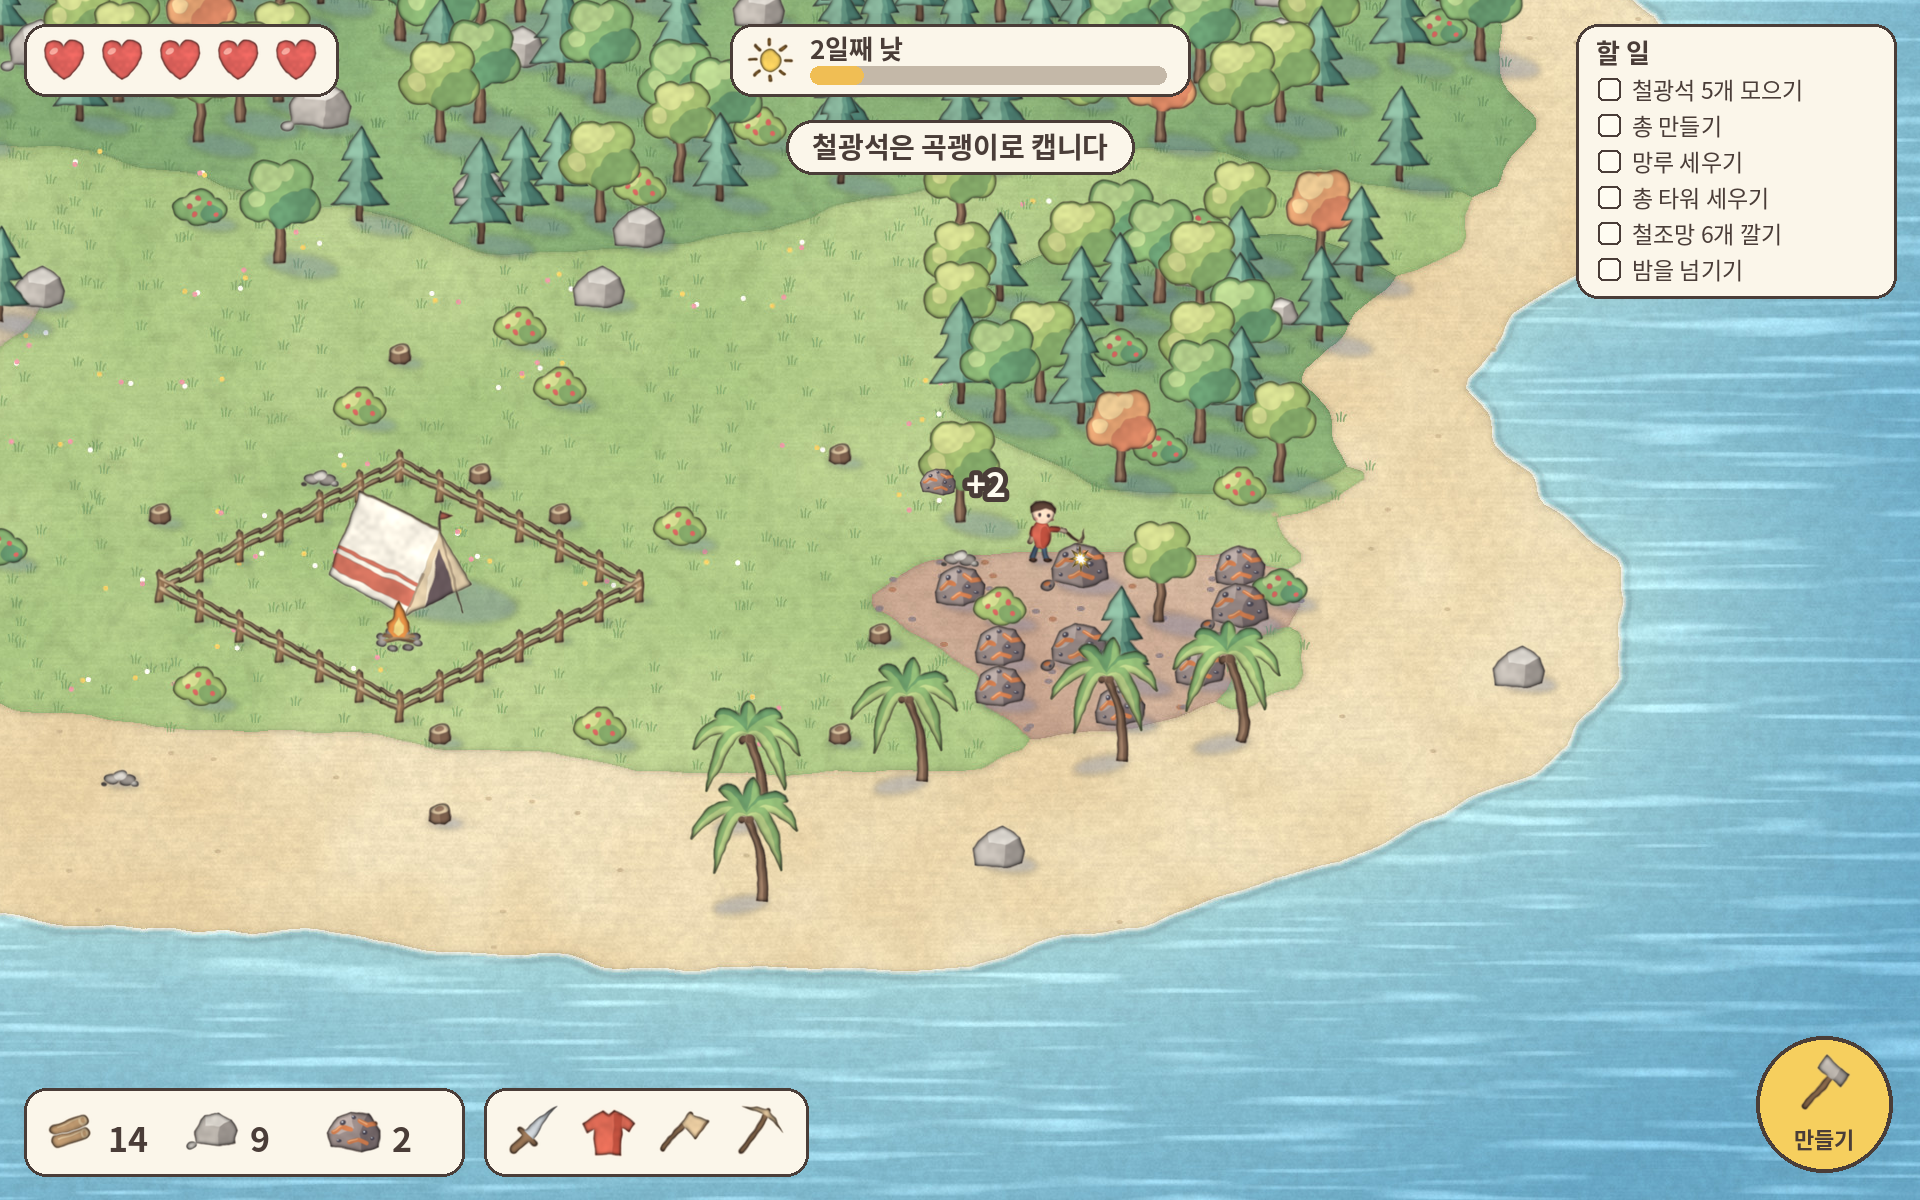 2일째 낮
철광석은 곡괭이로 캡니다
할 일
철광석 5개 모으기
총 만들기
망루 세우기
총 타워 세우기
철조망 6개 깔기
밤을 넘기기
+2
14
9
2
만들기